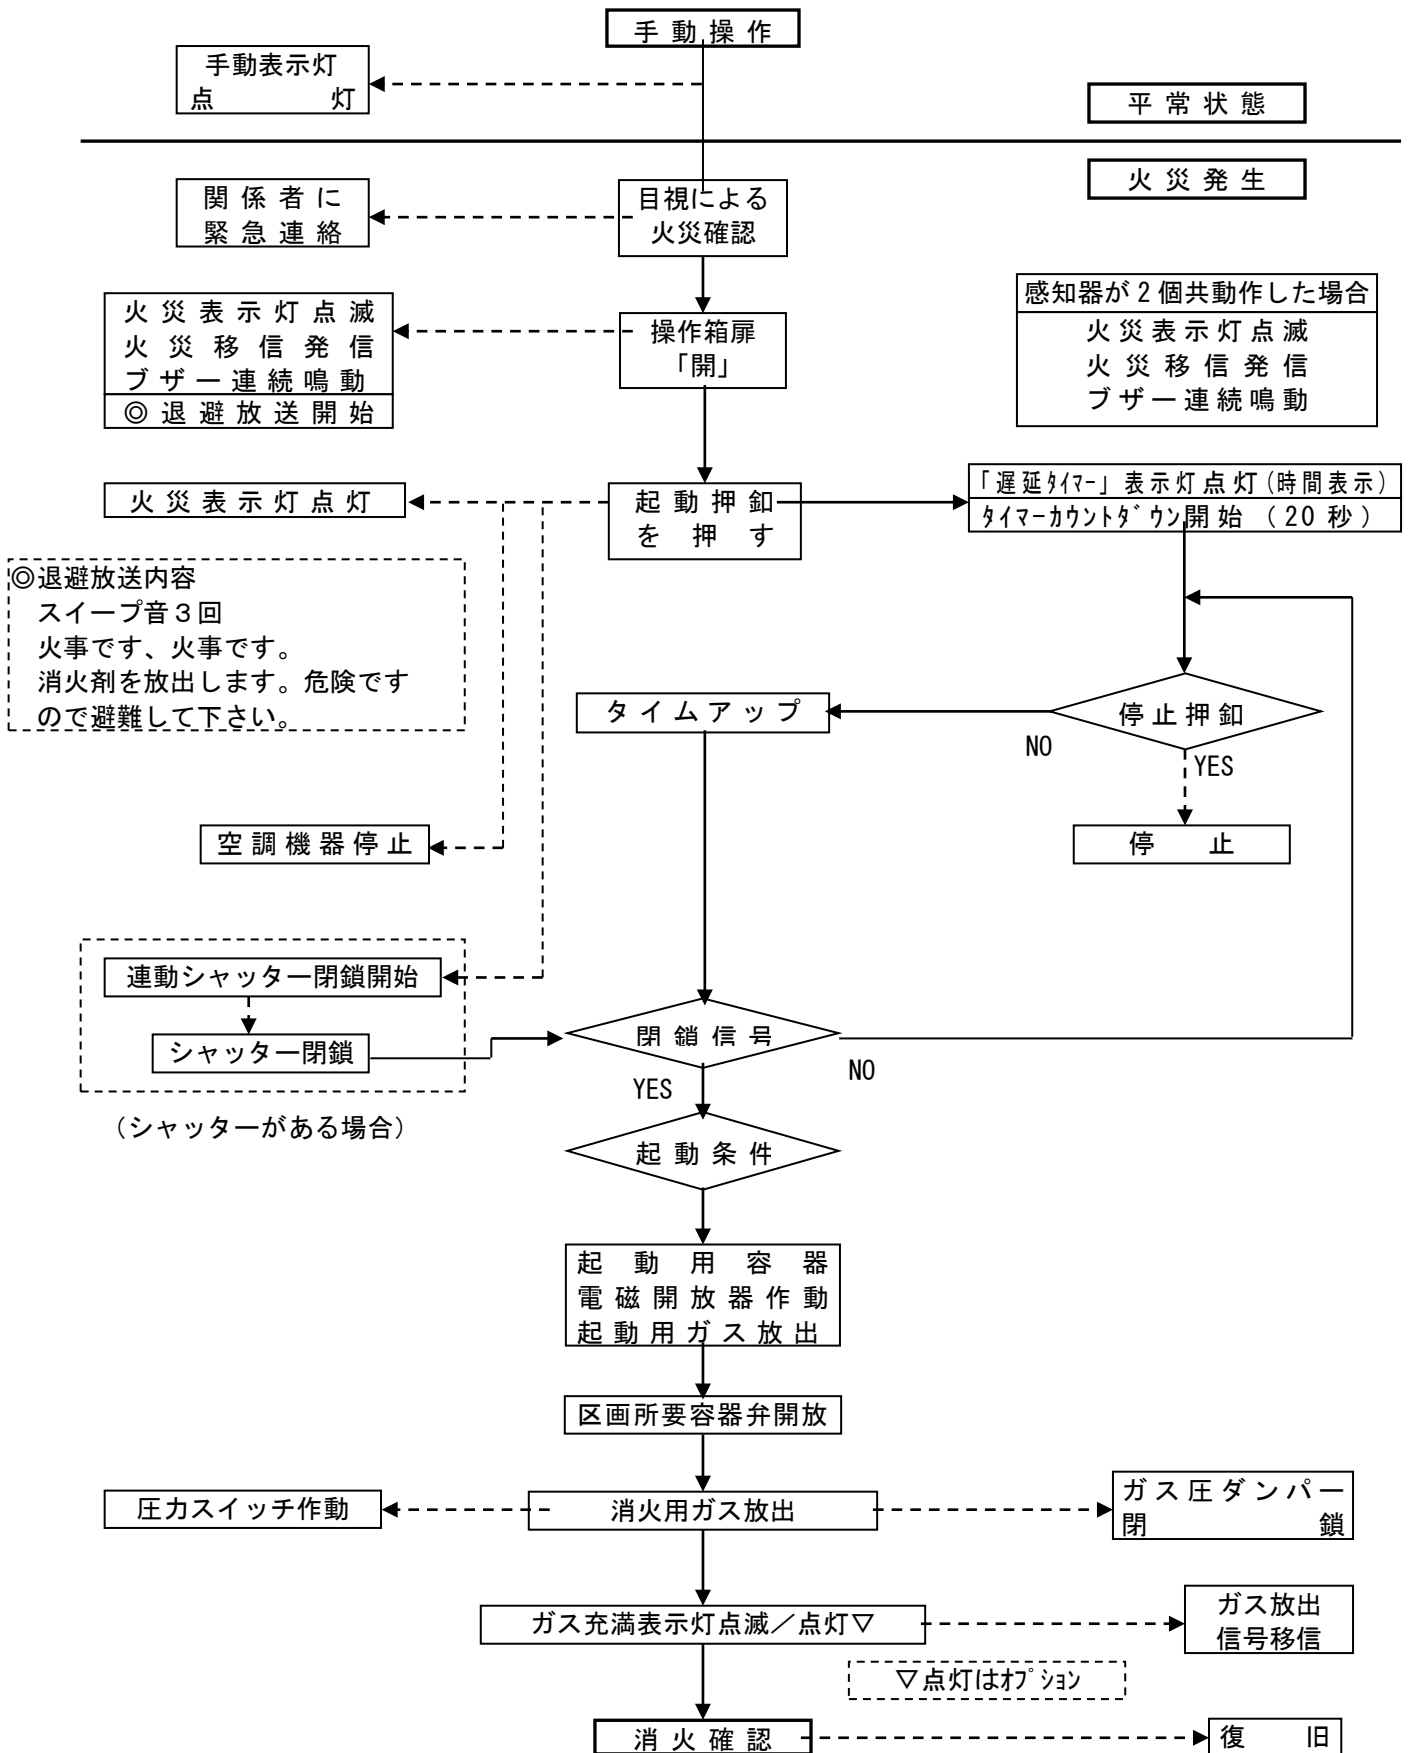 手動操作
手動表示灯
点　　　灯
平常状態
火災発生
関係者に
緊急連絡
目視による
火災確認
火災表示灯点滅
火災移信発信
ブザー連続鳴動
◎退避放送開始
操作箱扉
「開」
感知器が２個共動作した場合
火災表示灯点滅
火災移信発信
ブザー連続鳴動
火災表示灯点灯
起動押釦
を押す
「遅延ﾀｲﾏｰ」表示灯点灯(時間表示)
ﾀｲﾏｰｶｳﾝﾄﾀﾞｳﾝ開始（20秒）
◎退避放送内容
スイープ音３回
火事です、火事です。
消火剤を放出します。危険です
ので避難して下さい。
タイムアップ
停止押釦
NO
YES
空調機器停止
停　　止
連動シャッター閉鎖開始
シャッター閉鎖
閉鎖信号
YES
NO
（シャッターがある場合）
起動条件
起動用容器
電磁開放器作動
起動用ガス放出
区画所要容器弁開放
圧力スイッチ作動
消火用ガス放出
ガス圧ダンパー
閉　　　　　鎖
ガス充満表示灯点滅／点灯▽
ガス放出
信号移信
▽点灯はｵﾌﾟｼｮﾝ
消火確認
復　　旧